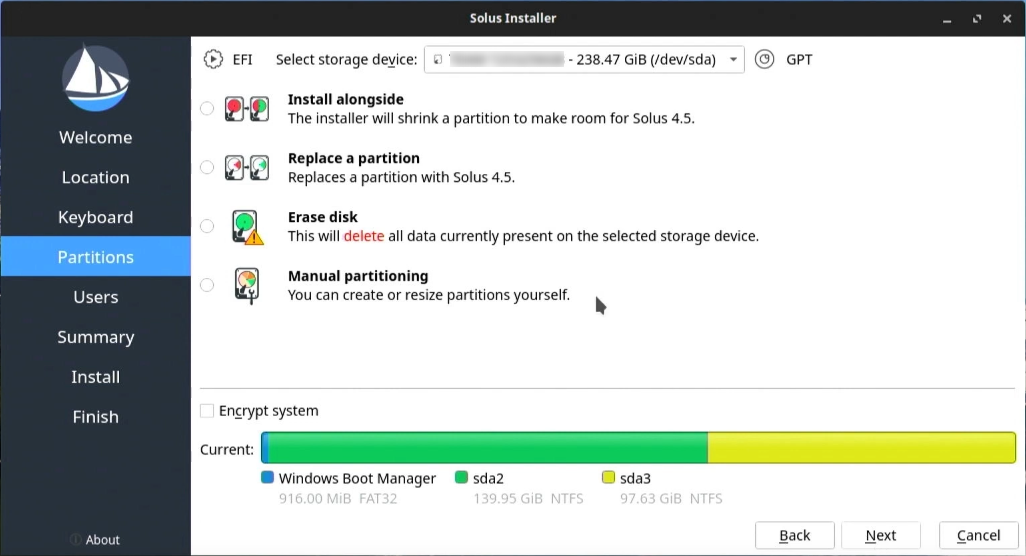 Solus Installer
EFI
Select storage device:
- 238.47 GiB (/dev/sda)
GPT
Welcome
Location
Keyboard
Partitions
Users
Summary
Install
Finish
About
Install alongside
The installer will shrink a partition to make room for Solus 4.5.
Replace a partition
Replaces a partition with Solus 4.5.
Erase disk
This will delete all data currently present on the selected storage device.
Manual partitioning
You can create or resize partitions yourself.
Encrypt system
Current:
Windows Boot Manager
916.00 MiB FAT32
sda2
139.95 GiB NTFS
sda3
97.63 GiB NTFS
Back
Next
Cancel